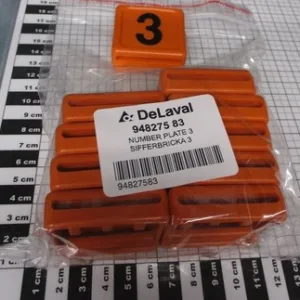 3
DeLaval
948275 83
NUMBER PLATE 3
SIFFERBRICKA 3
94827583